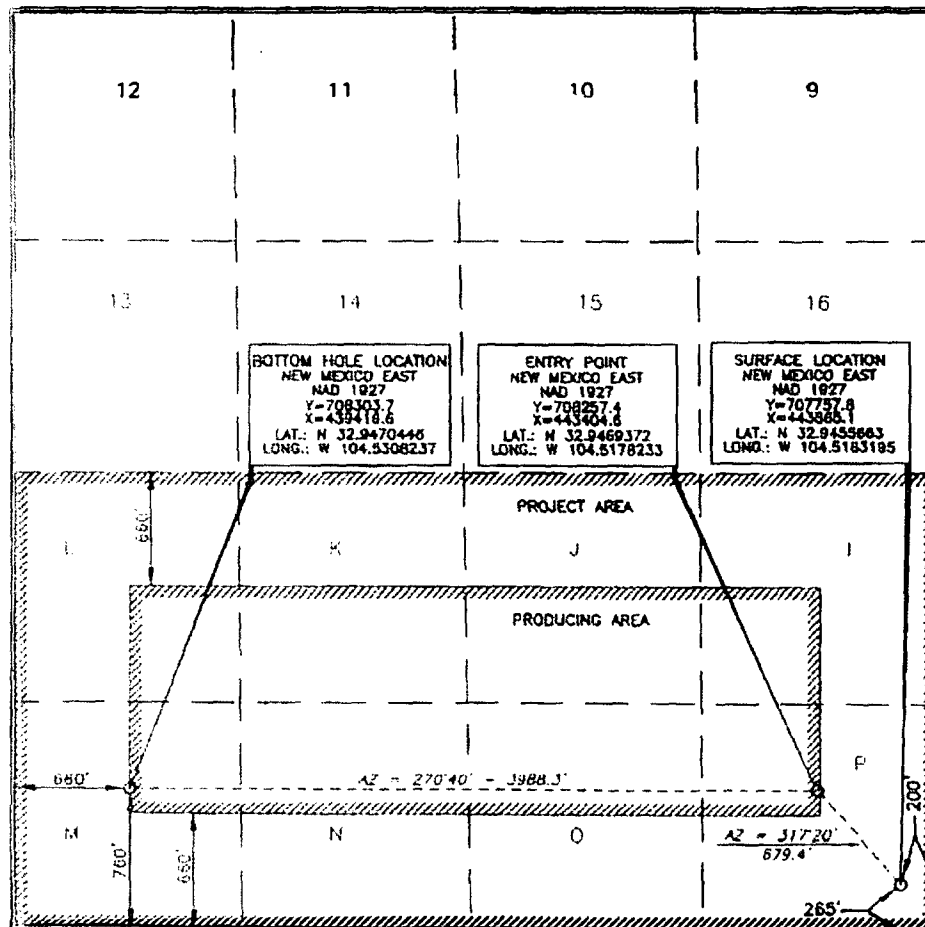 12 11 10 9
13 14 15 16
BOTTOM HOLE LOCATION
NEW MEXICO EAST
NAD 1927
Y=708303.7
X=439416.6
LAT.: N 32.9470446
LONG.: W 104.5308237
ENTRY POINT
NEW MEXICO EAST
NAD 1927
Y=708257.4
X=443404.6
LAT.: N 32.9469372
LONG.: W 104.5178233
SURFACE LOCATION
NEW MEXICO EAST
NAD 1927
Y=707757.8
X=443865.1
LAT.: N 32.9455663
LONG.: W 104.5163195
PROJECT AREA
660'
L K J I
PRODUCING AREA
P
660'
AZ = 270°40' - 3988.3'
M N O
760'
660'
AZ = 317°20'
679.4'
200'
265'